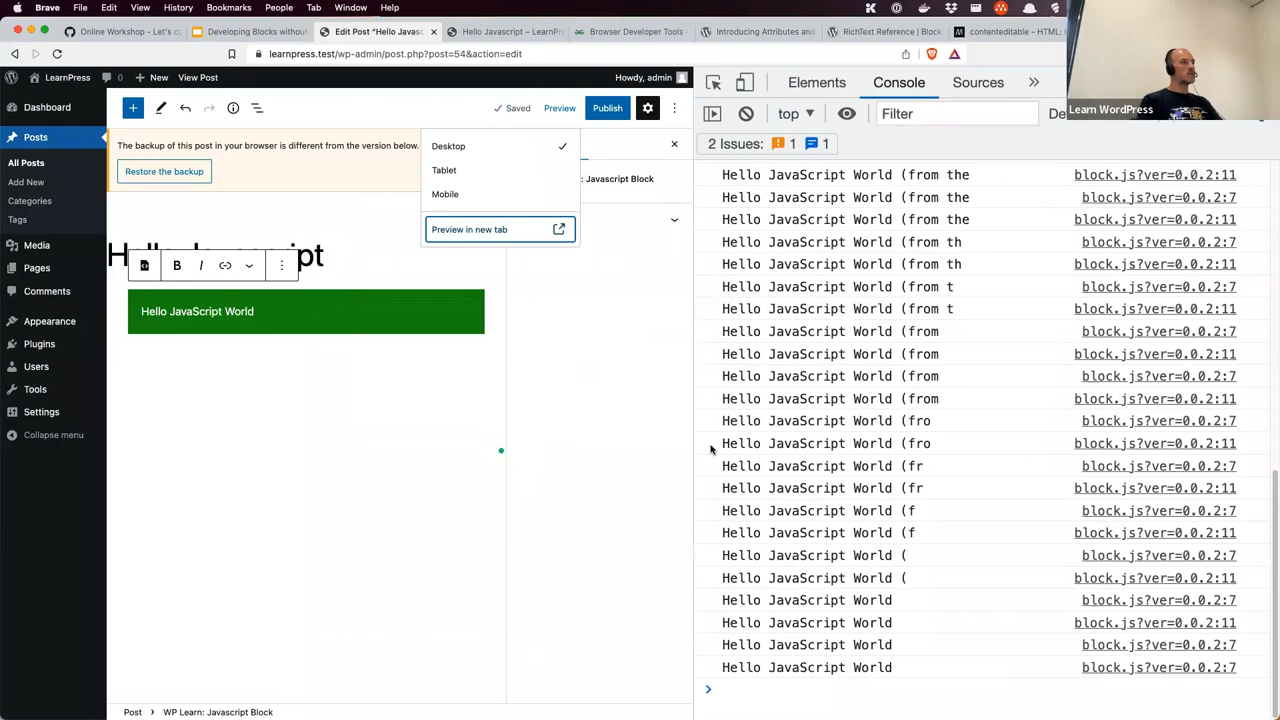 Brave File Edit View History Bookmarks People Tab Window Help
Online Workshop - Let's c
Developing Blocks withou
Edit Post "Hello Javasc
Hello Javascript – LearnPre
Browser Developer Tools -
Introducing Attributes and
RichText Reference | Block
contenteditable - HTML:
learnpress.test/wp-admin/post.php?post=54&action=edit
LearnPress 0 + New View Post Howdy, admin
Dashboard
Posts
All Posts
Add New
Categories
Tags
Media
Pages
Comments
Appearance
Plugins
Users
Tools
Settings
Collapse menu
Saved Preview Publish
The backup of this post in your browser is different from the version below.
Restore the backup
Desktop
Tablet
Mobile
Preview in new tab
: Javascript Block
B I
Hello JavaScript World
Post > WP Learn: Javascript Block
Elements Console Sources »
top Filter De
2 Issues: 1 1
Hello JavaScript World (from the block.js?ver=0.0.2:11
Hello JavaScript World (from the block.js?ver=0.0.2:7
Hello JavaScript World (from the block.js?ver=0.0.2:11
Hello JavaScript World (from th block.js?ver=0.0.2:7
Hello JavaScript World (from th block.js?ver=0.0.2:11
Hello JavaScript World (from t block.js?ver=0.0.2:7
Hello JavaScript World (from t block.js?ver=0.0.2:11
Hello JavaScript World (from block.js?ver=0.0.2:7
Hello JavaScript World (from block.js?ver=0.0.2:11
Hello JavaScript World (from block.js?ver=0.0.2:7
Hello JavaScript World (from block.js?ver=0.0.2:11
Hello JavaScript World (fro block.js?ver=0.0.2:7
Hello JavaScript World (fro block.js?ver=0.0.2:11
Hello JavaScript World (fr block.js?ver=0.0.2:7
Hello JavaScript World (fr block.js?ver=0.0.2:11
Hello JavaScript World (f block.js?ver=0.0.2:7
Hello JavaScript World (f block.js?ver=0.0.2:11
Hello JavaScript World ( block.js?ver=0.0.2:7
Hello JavaScript World ( block.js?ver=0.0.2:11
Hello JavaScript World block.js?ver=0.0.2:7
Hello JavaScript World block.js?ver=0.0.2:11
Hello JavaScript World block.js?ver=0.0.2:7
Hello JavaScript World block.js?ver=0.0.2:7
Learn WordPress